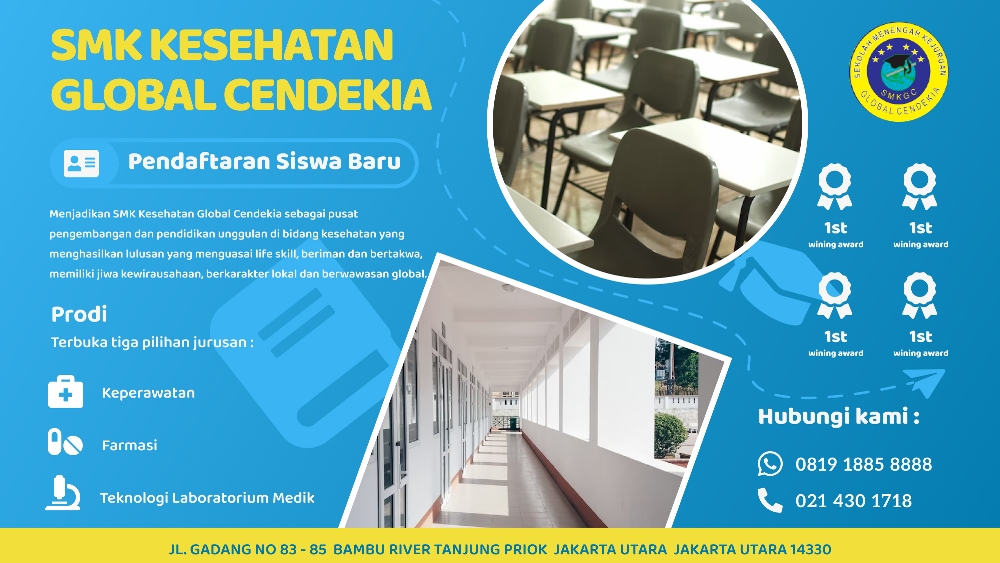 SMK KESEHATAN
GLOBAL CENDEKIA
Pendaftaran Siswa Baru
Menjadikan SMK Kesehatan Global Cendekia sebagai pusat
pengembangan dan pendidikan unggulan di bidang kesehatan yang
menghasilkan lulusan yang menguasai life skill, beriman dan bertakwa,
memiliki jiwa kewirausahaan, berkarakter lokal dan berwawasan global.
Prodi
Terbuka tiga pilihan jurusan :
Keperawatan
Farmasi
Teknologi Laboratorium Medik
SEKOLAH MENENGAH KEJURUAN
SMKGC
GLOBAL CENDEKIA
1st
wining award
1st
wining award
1st
wining award
1st
wining award
Hubungi kami :
0819 1885 8888
021 430 1718
JL. GADANG NO 83 - 85 BAMBU RIVER TANJUNG PRIOK JAKARTA UTARA JAKARTA UTARA 14330